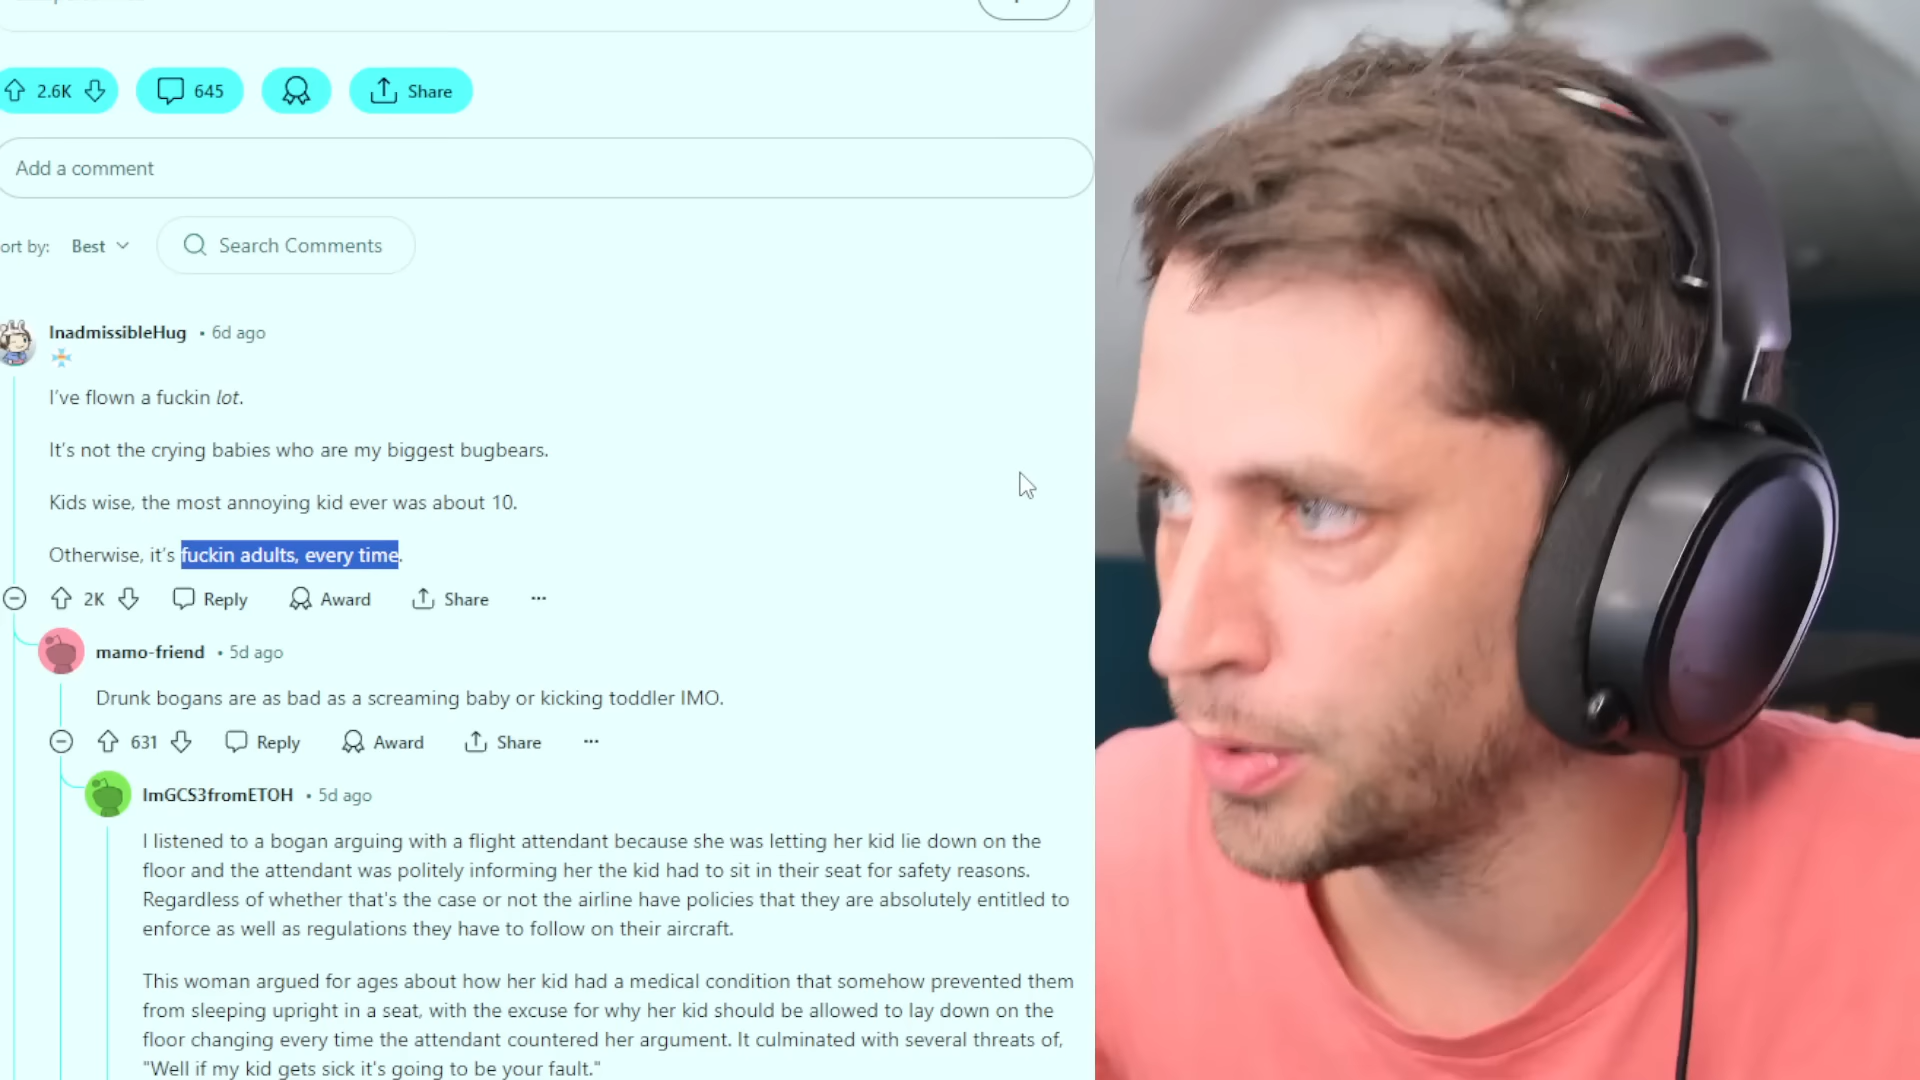 2.6K
645
Share
Add a comment
ort by:
Best
Search Comments
InadmissibleHug • 6d ago
I've flown a fuckin lot.
It's not the crying babies who are my biggest bugbears.
Kids wise, the most annoying kid ever was about 10.
Otherwise, it's fuckin adults, every time.
2K
Reply
Award
Share
mamo-friend • 5d ago
Drunk bogans are as bad as a screaming baby or kicking toddler IMO.
631
Reply
Award
Share
ImGCS3fromETOH • 5d ago
I listened to a bogan arguing with a flight attendant because she was letting her kid lie down on the
floor and the attendant was politely informing her the kid had to sit in their seat for safety reasons.
Regardless of whether that's the case or not the airline have policies that they are absolutely entitled to
enforce as well as regulations they have to follow on their aircraft.
This woman argued for ages about how her kid had a medical condition that somehow prevented them
from sleeping upright in a seat, with the excuse for why her kid should be allowed to lay down on the
floor changing every time the attendant countered her argument. It culminated with several threats of,
"Well if my kid gets sick it's going to be your fault."